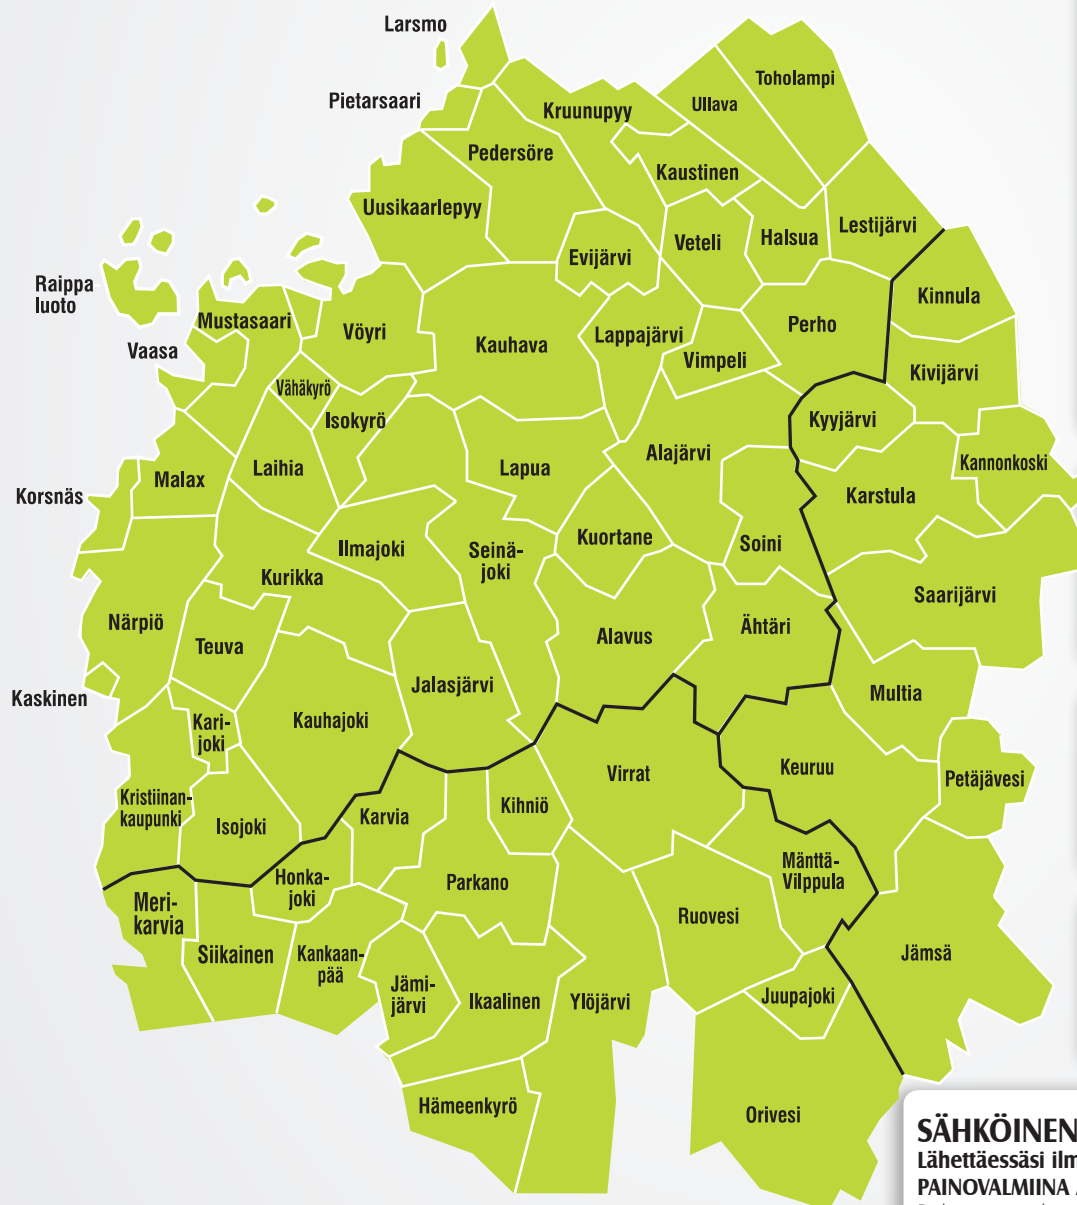 Larsmo
Toholampi
Pietarsaari
Ullava
Kruunupyy
Pedersöre
Kaustinen
Uusikaarlepyy
Lestijärvi
Veteli
Halsua
Evijärvi
Raippa
luoto
Kinnula
Mustasaari
Vöyri
Lappajärvi
Perho
Kauhava
Vaasa
Vimpeli
Kivijärvi
Vähäkyrö
Isokyrö
Kyyjärvi
Alajärvi
Kannonkoski
Laihia
Lapua
Malax
Korsnäs
Karstula
Kuortane
Soini
Ilmajoki
Seinä-
joki
Kurikka
Saarijärvi
Närpiö
Ähtäri
Alavus
Teuva
Kaskinen
Jalasjärvi
Multia
Kari-
joki
Kauhajoki
Virrat
Keuruu
Petäjävesi
Kristiinan-
kaupunki
Isojoki
Karvia
Kihniö
Mänttä-
Vilppula
Honka-
joki
Parkano
Meri-
karvia
Ruovesi
Siikainen
Kankaan-
pää
Jämsä
Jämi-
järvi
Ikaalinen
Ylöjärvi
Juupajoki
Hämeenkyrö
Orivesi
SÄHKÖINEN
Lähettäessäsi ilm
PAINOVALMIINA